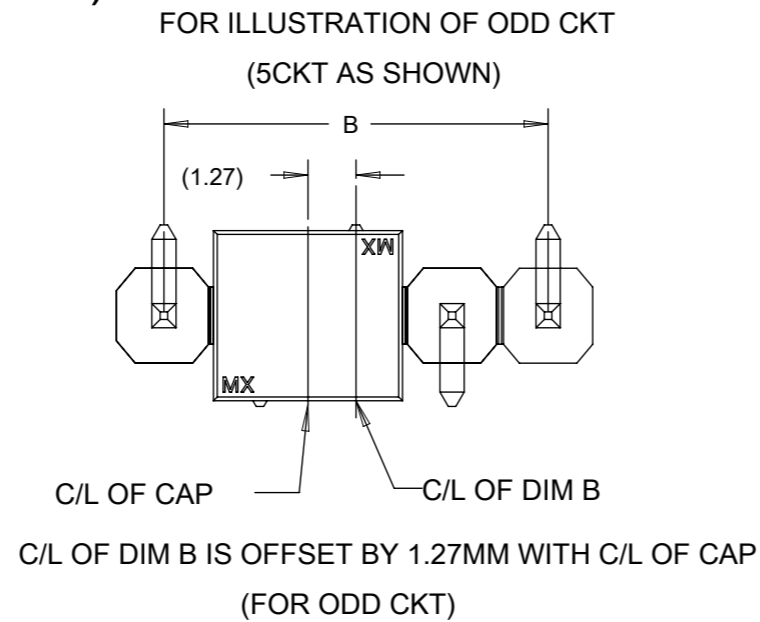 FOR ILLUSTRATION OF ODD CKT
(5CKT AS SHOWN)
B
(1.27)
MX
MX
C/L OF CAP
C/L OF DIM B
C/L OF DIM B IS OFFSET BY 1.27MM WITH C/L OF CAP
(FOR ODD CKT)